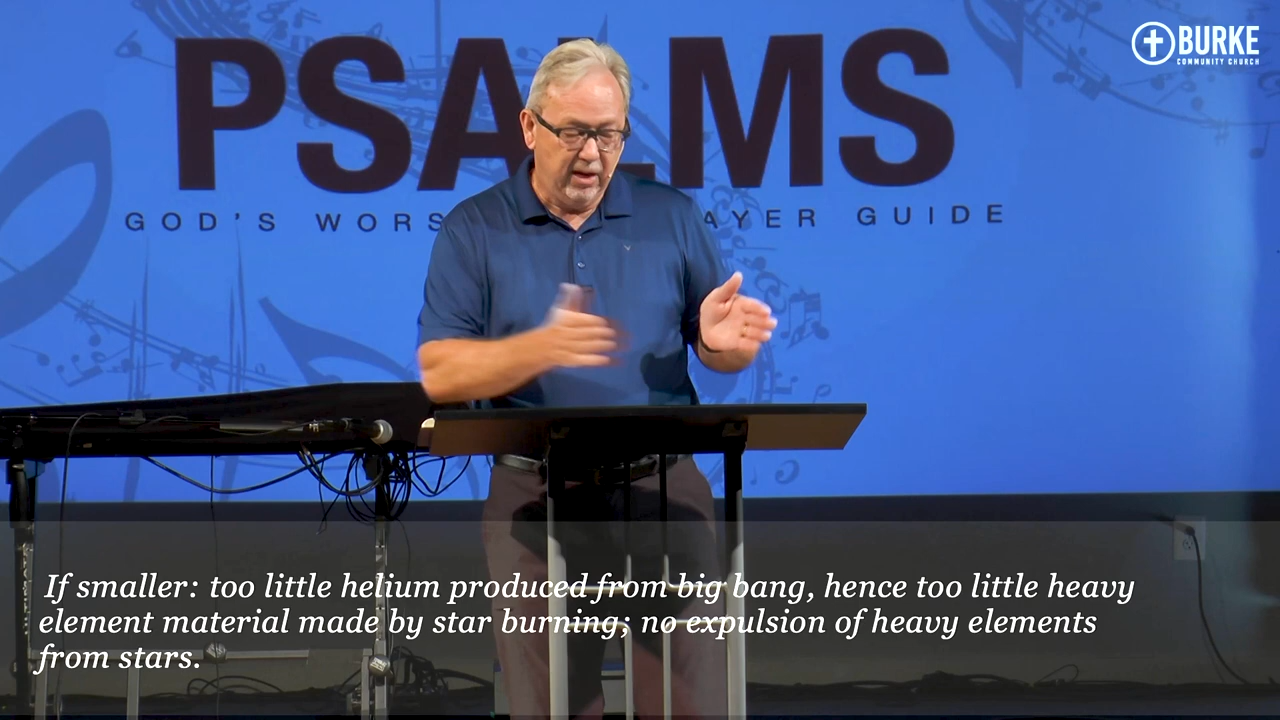 PSALMS
GOD'S WORS AYER GUIDE
BURKE
COMMUNITY CHURCH
If smaller: too little helium produced from big bang, hence too little heavy
element material made by star burning; no expulsion of heavy elements
from stars.